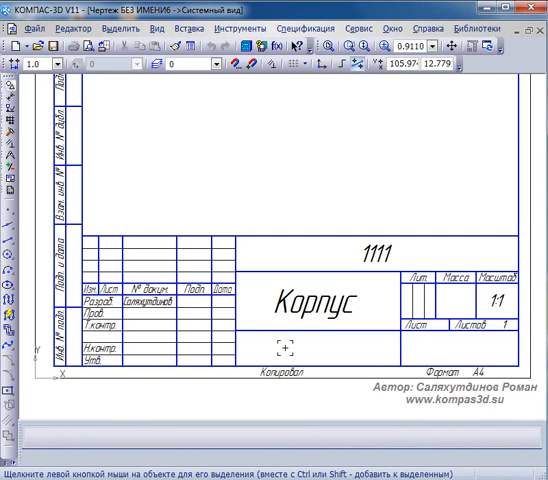 КОМПАС-3D V11 - [Чертеж БЕЗ ИМЕНИ6 ->Системный вид]
Файл Редактор Выделить Вид Вставка Инструменты Спецификация Сервис Окно Справка Библиотеки
0.9110
1.0 0 0 105.974 12.779
Подп.
Инв № дубл.
Взам. инв №
Подп. и дата
Инв № подл.
1111
Изм. Лист № докум. Подп. Дата
Разраб. Саляхутдинов
Пров.
Т.контр.
Н.контр.
Утв.
Корпус
Лит. Масса Масштаб
1:1
Лист Листов 1
Копировал Формат А4
Y
X
Автор: Саляхутдинов Роман
www.kompas3d.su
Щелкните левой кнопкой мыши на объекте для его выделения (вместе с Ctrl или Shift - добавить к выделенным)